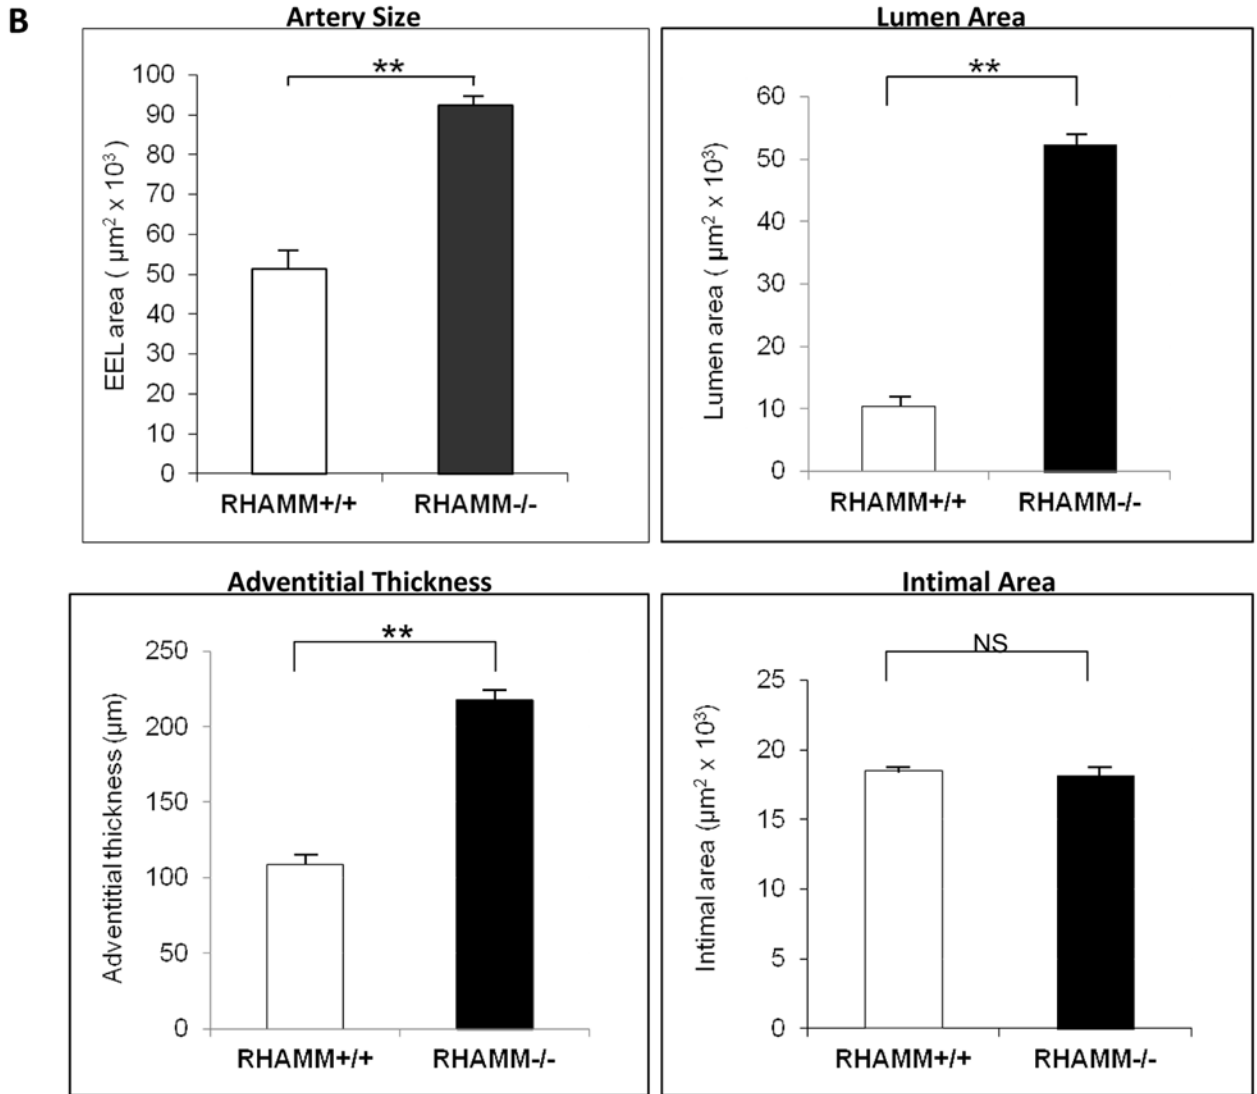 B
Artery Size
**
EEL area ( µm² x 10³ )
100
90
80
70
60
50
40
30
20
10
0
RHAMM+/+ RHAMM-/-
Lumen Area
**
Lumen area ( µm² x 10³)
60
50
40
30
20
10
0
RHAMM+/+ RHAMM-/-
Adventitial Thickness
**
Adventitial thickness (µm)
250
200
150
100
50
0
RHAMM+/+ RHAMM-/-
Intimal Area
NS
Intimal area (µm² x 10³)
25
20
15
10
5
0
RHAMM+/+ RHAMM-/-